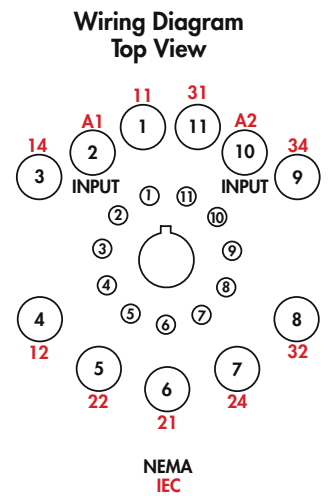 Wiring Diagram
Top View
11 31
A1 A2
14 1 11 34
3 2 10 9
INPUT INPUT
① ⑪
② ⑩
③ ⑨
④ ⑧
⑤ ⑦
⑥
4 8
12 32
5 7
22 6 24
21
NEMA
IEC